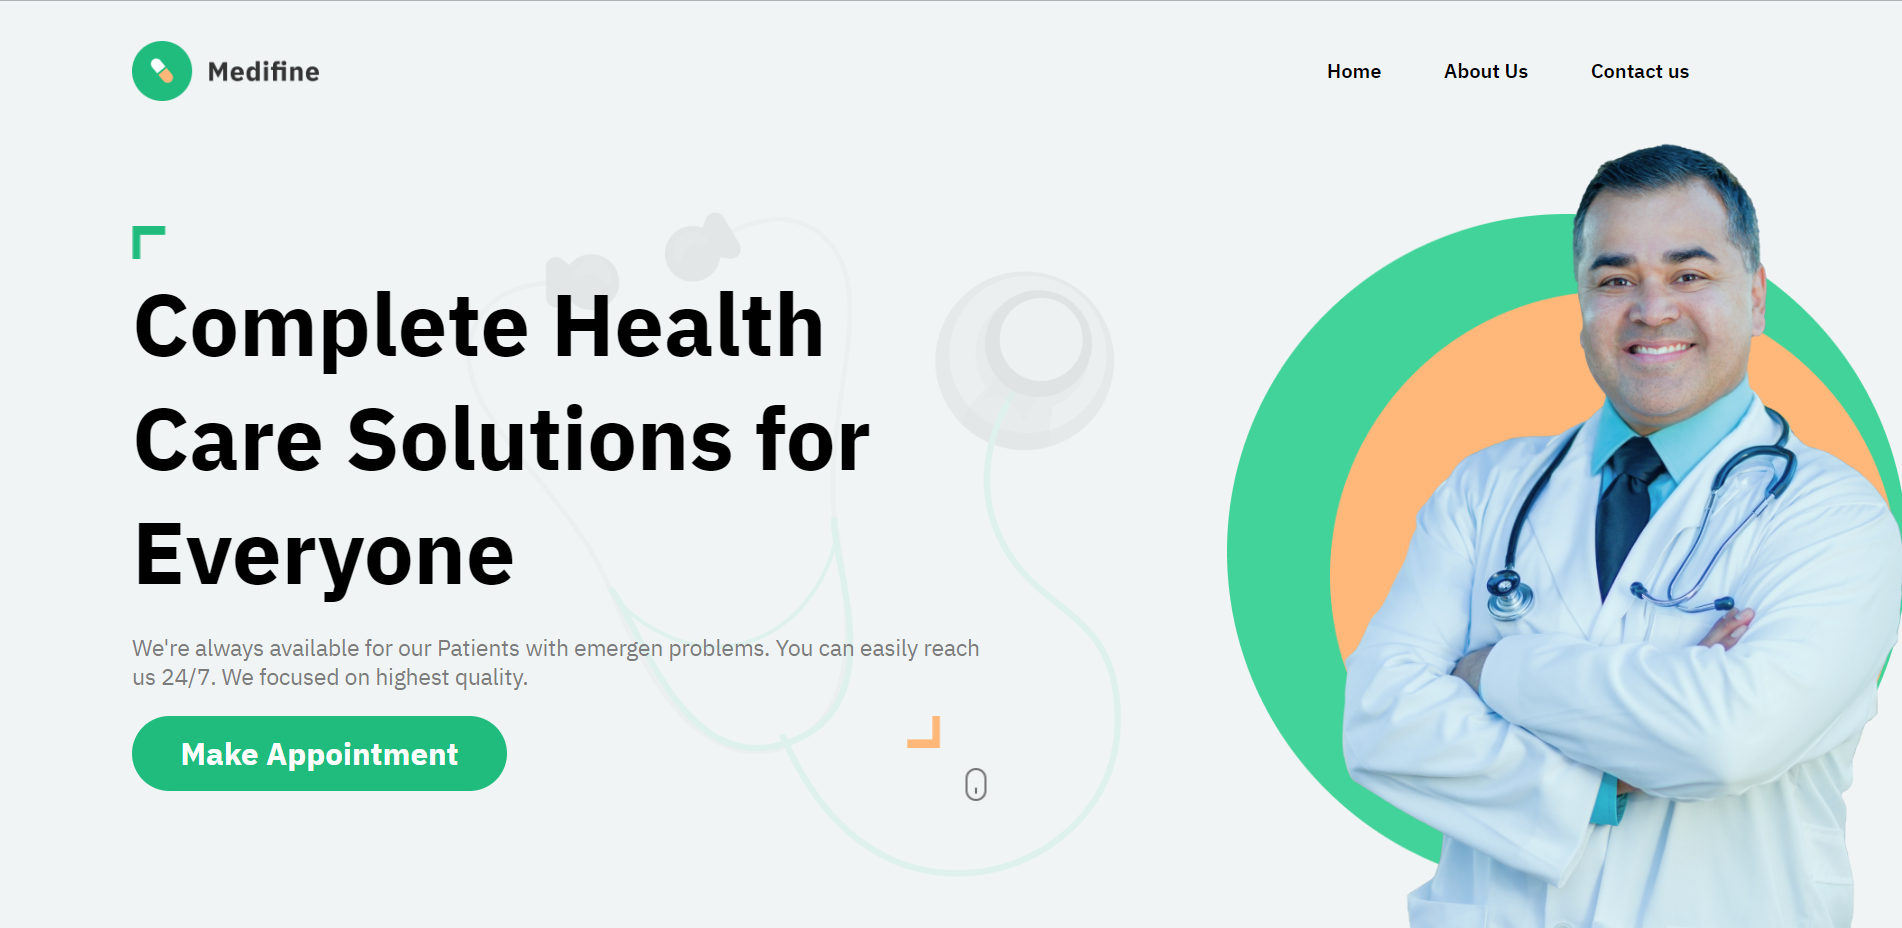 Medifine
Home
About Us
Contact us
Complete Health
Care Solutions for
Everyone
We're always available for our Patients with emergen problems. You can easily reach
us 24/7. We focused on highest quality.
Make Appointment